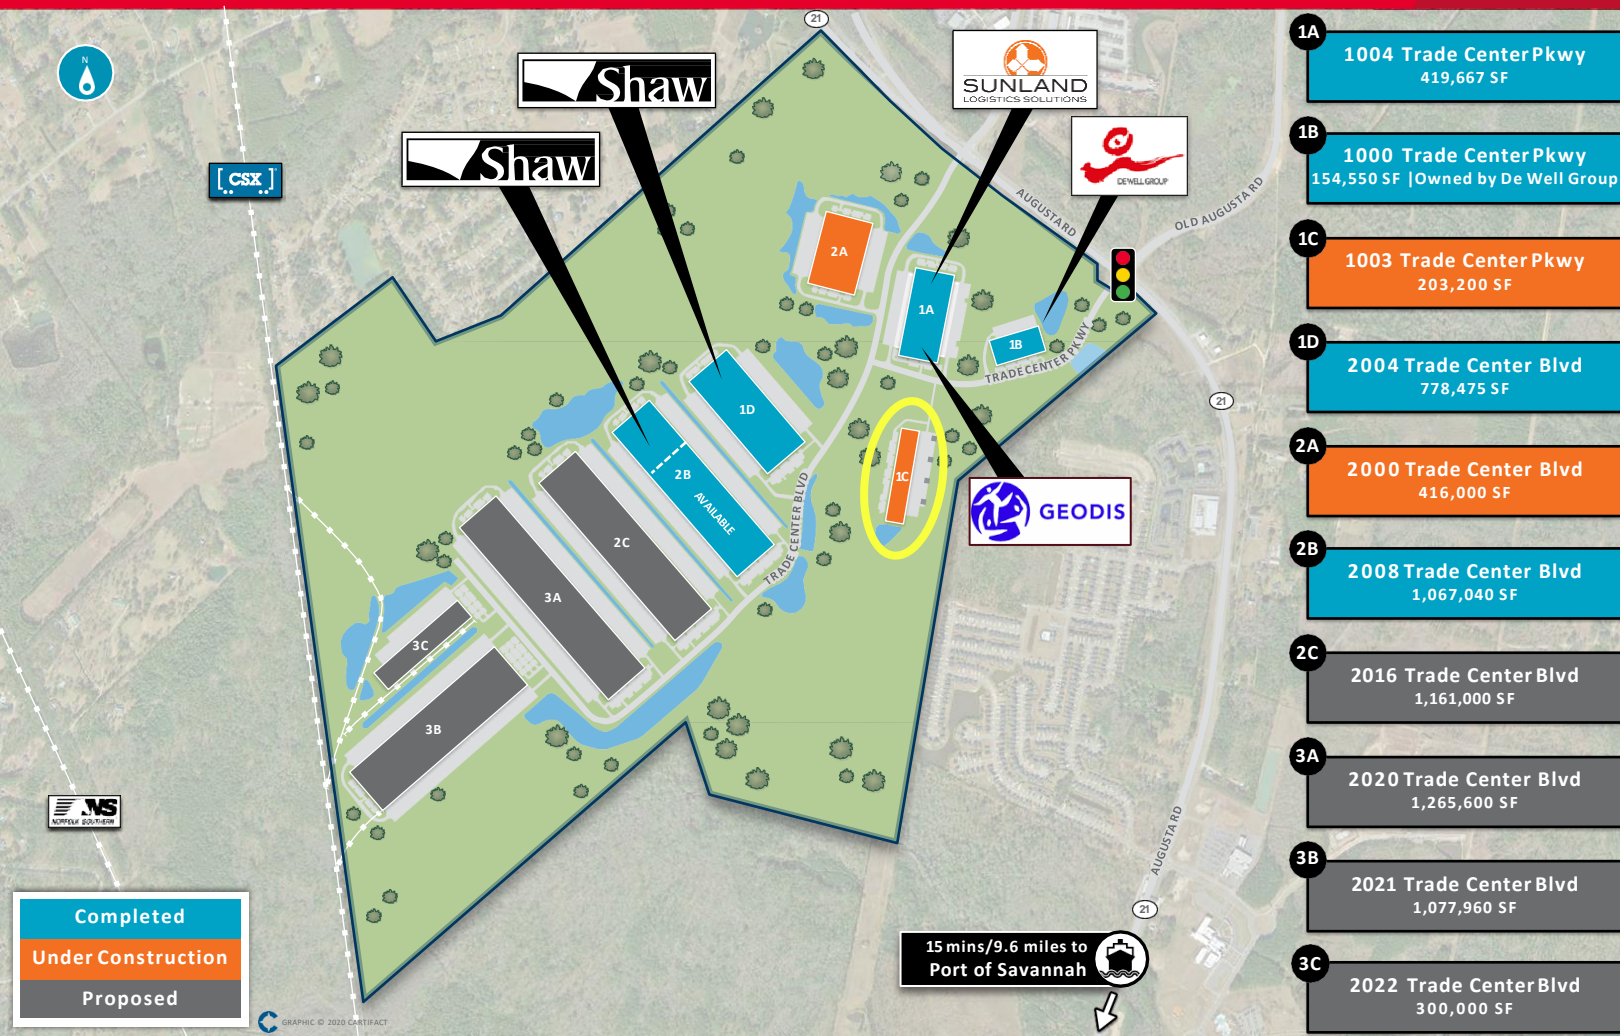 21
N
Shaw
SUNLAND
LOGISTICS SOLUTIONS
Shaw
DE WELL GROUP
[CSX]
AUGUSTA RD
OLD AUGUSTA RD
2A
1A
1B
TRADE CENTER PKWY
21
1D
2B
AVAILABLE
1C
GEODIS
TRADE CENTER BLVD
2C
3A
3C
3B
NS
NORFOLK SOUTHERN
AUGUSTA RD
21
15 mins/9.6 miles to
Port of Savannah
Completed
Under Construction
Proposed
GRAPHIC © 2020 CARTIFACT
1A
1004 Trade Center Pkwy
419,667 SF
1B
1000 Trade Center Pkwy
154,550 SF |Owned by De Well Group
1C
1003 Trade Center Pkwy
203,200 SF
1D
2004 Trade Center Blvd
778,475 SF
2A
2000 Trade Center Blvd
416,000 SF
2B
2008 Trade Center Blvd
1,067,040 SF
2C
2016 Trade Center Blvd
1,161,000 SF
3A
2020 Trade Center Blvd
1,265,600 SF
3B
2021 Trade Center Blvd
1,077,960 SF
3C
2022 Trade Center Blvd
300,000 SF